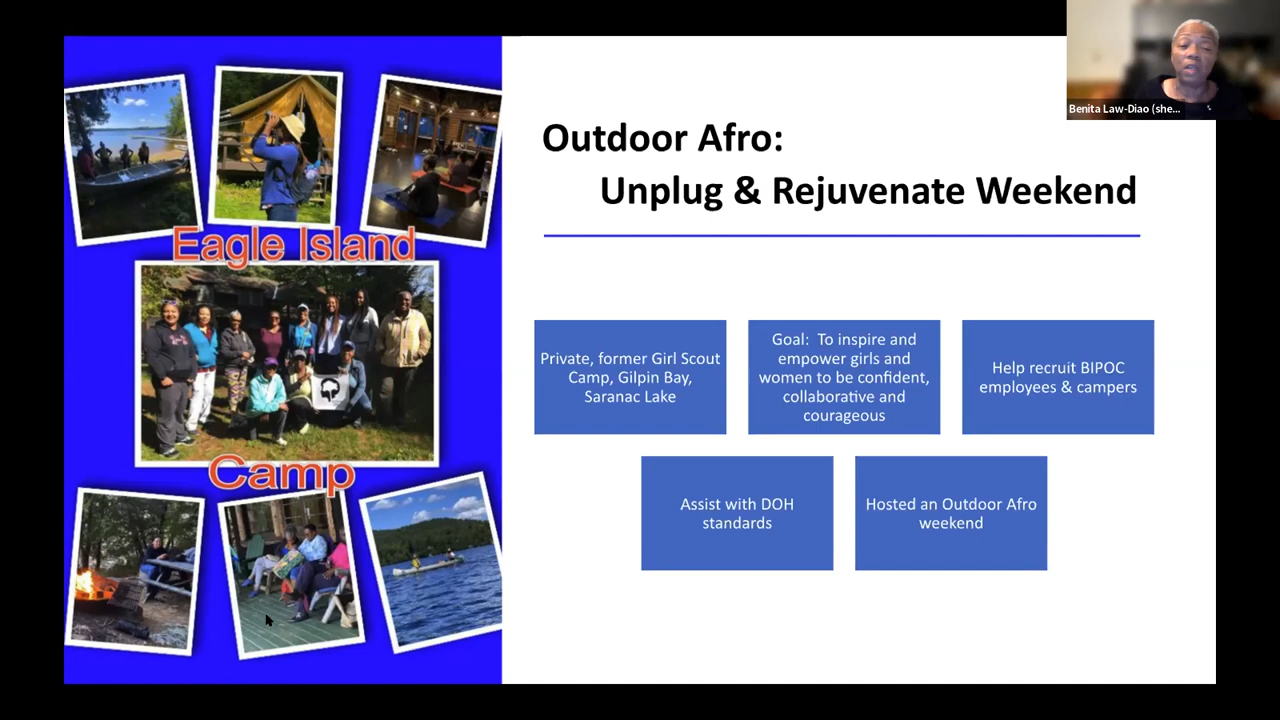 Benita Law-Diao (she...
Outdoor Afro:
Unplug & Rejuvenate Weekend
Eagle Island
Camp
Private, former Girl Scout
Camp, Gilpin Bay,
Saranac Lake
Goal: To inspire and
empower girls and
women to be confident,
collaborative and
courageous
Help recruit BIPOC
employees & campers
Assist with DOH
standards
Hosted an Outdoor Afro
weekend